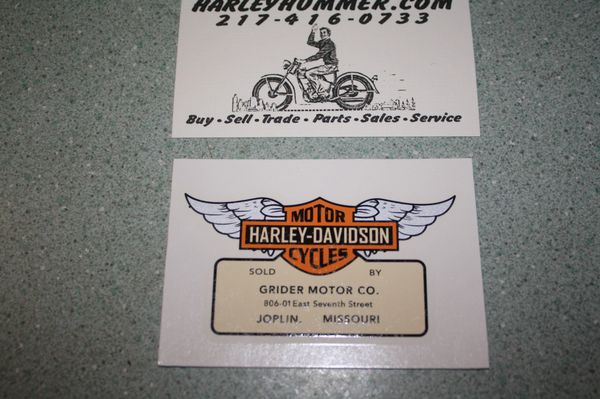 HARLEYHUMMER.COM
217-416-0733
Buy - Sell - Trade - Parts - Sales - Service
MOTOR
HARLEY-DAVIDSON
CYCLES
SOLD BY
GRIDER MOTOR CO.
806-01 East Seventh Street
JOPLIN, MISSOURI